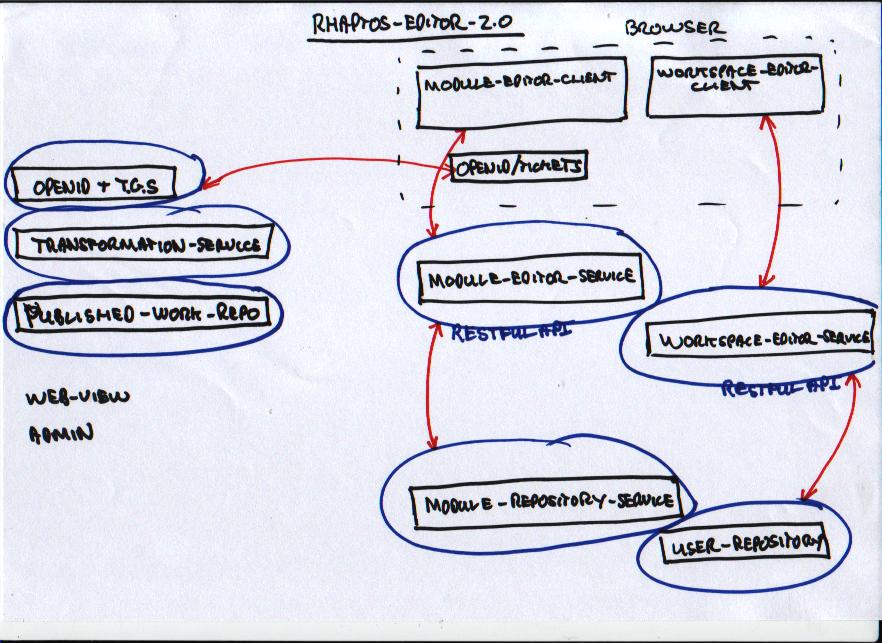 RHAPTOS-EDITOR-2.0
BROWSER
MODULE-EDITOR-CLIENT
WORKSPACE-EDITOR-
CLIENT
OPENID/TICKETS
OPENID + T.G.S
TRANSFORMATION-SERVICE
MODULE-EDITOR-SERVICE
PUBLISHED-WORK-REPO
RESTFUL API
WORKSPACE-EDITOR-SERVICE
RESTFUL API
WEB-VIEW
ADMIN
MODULE-REPOSITORY-SERVICE
USER-REPOSITORY